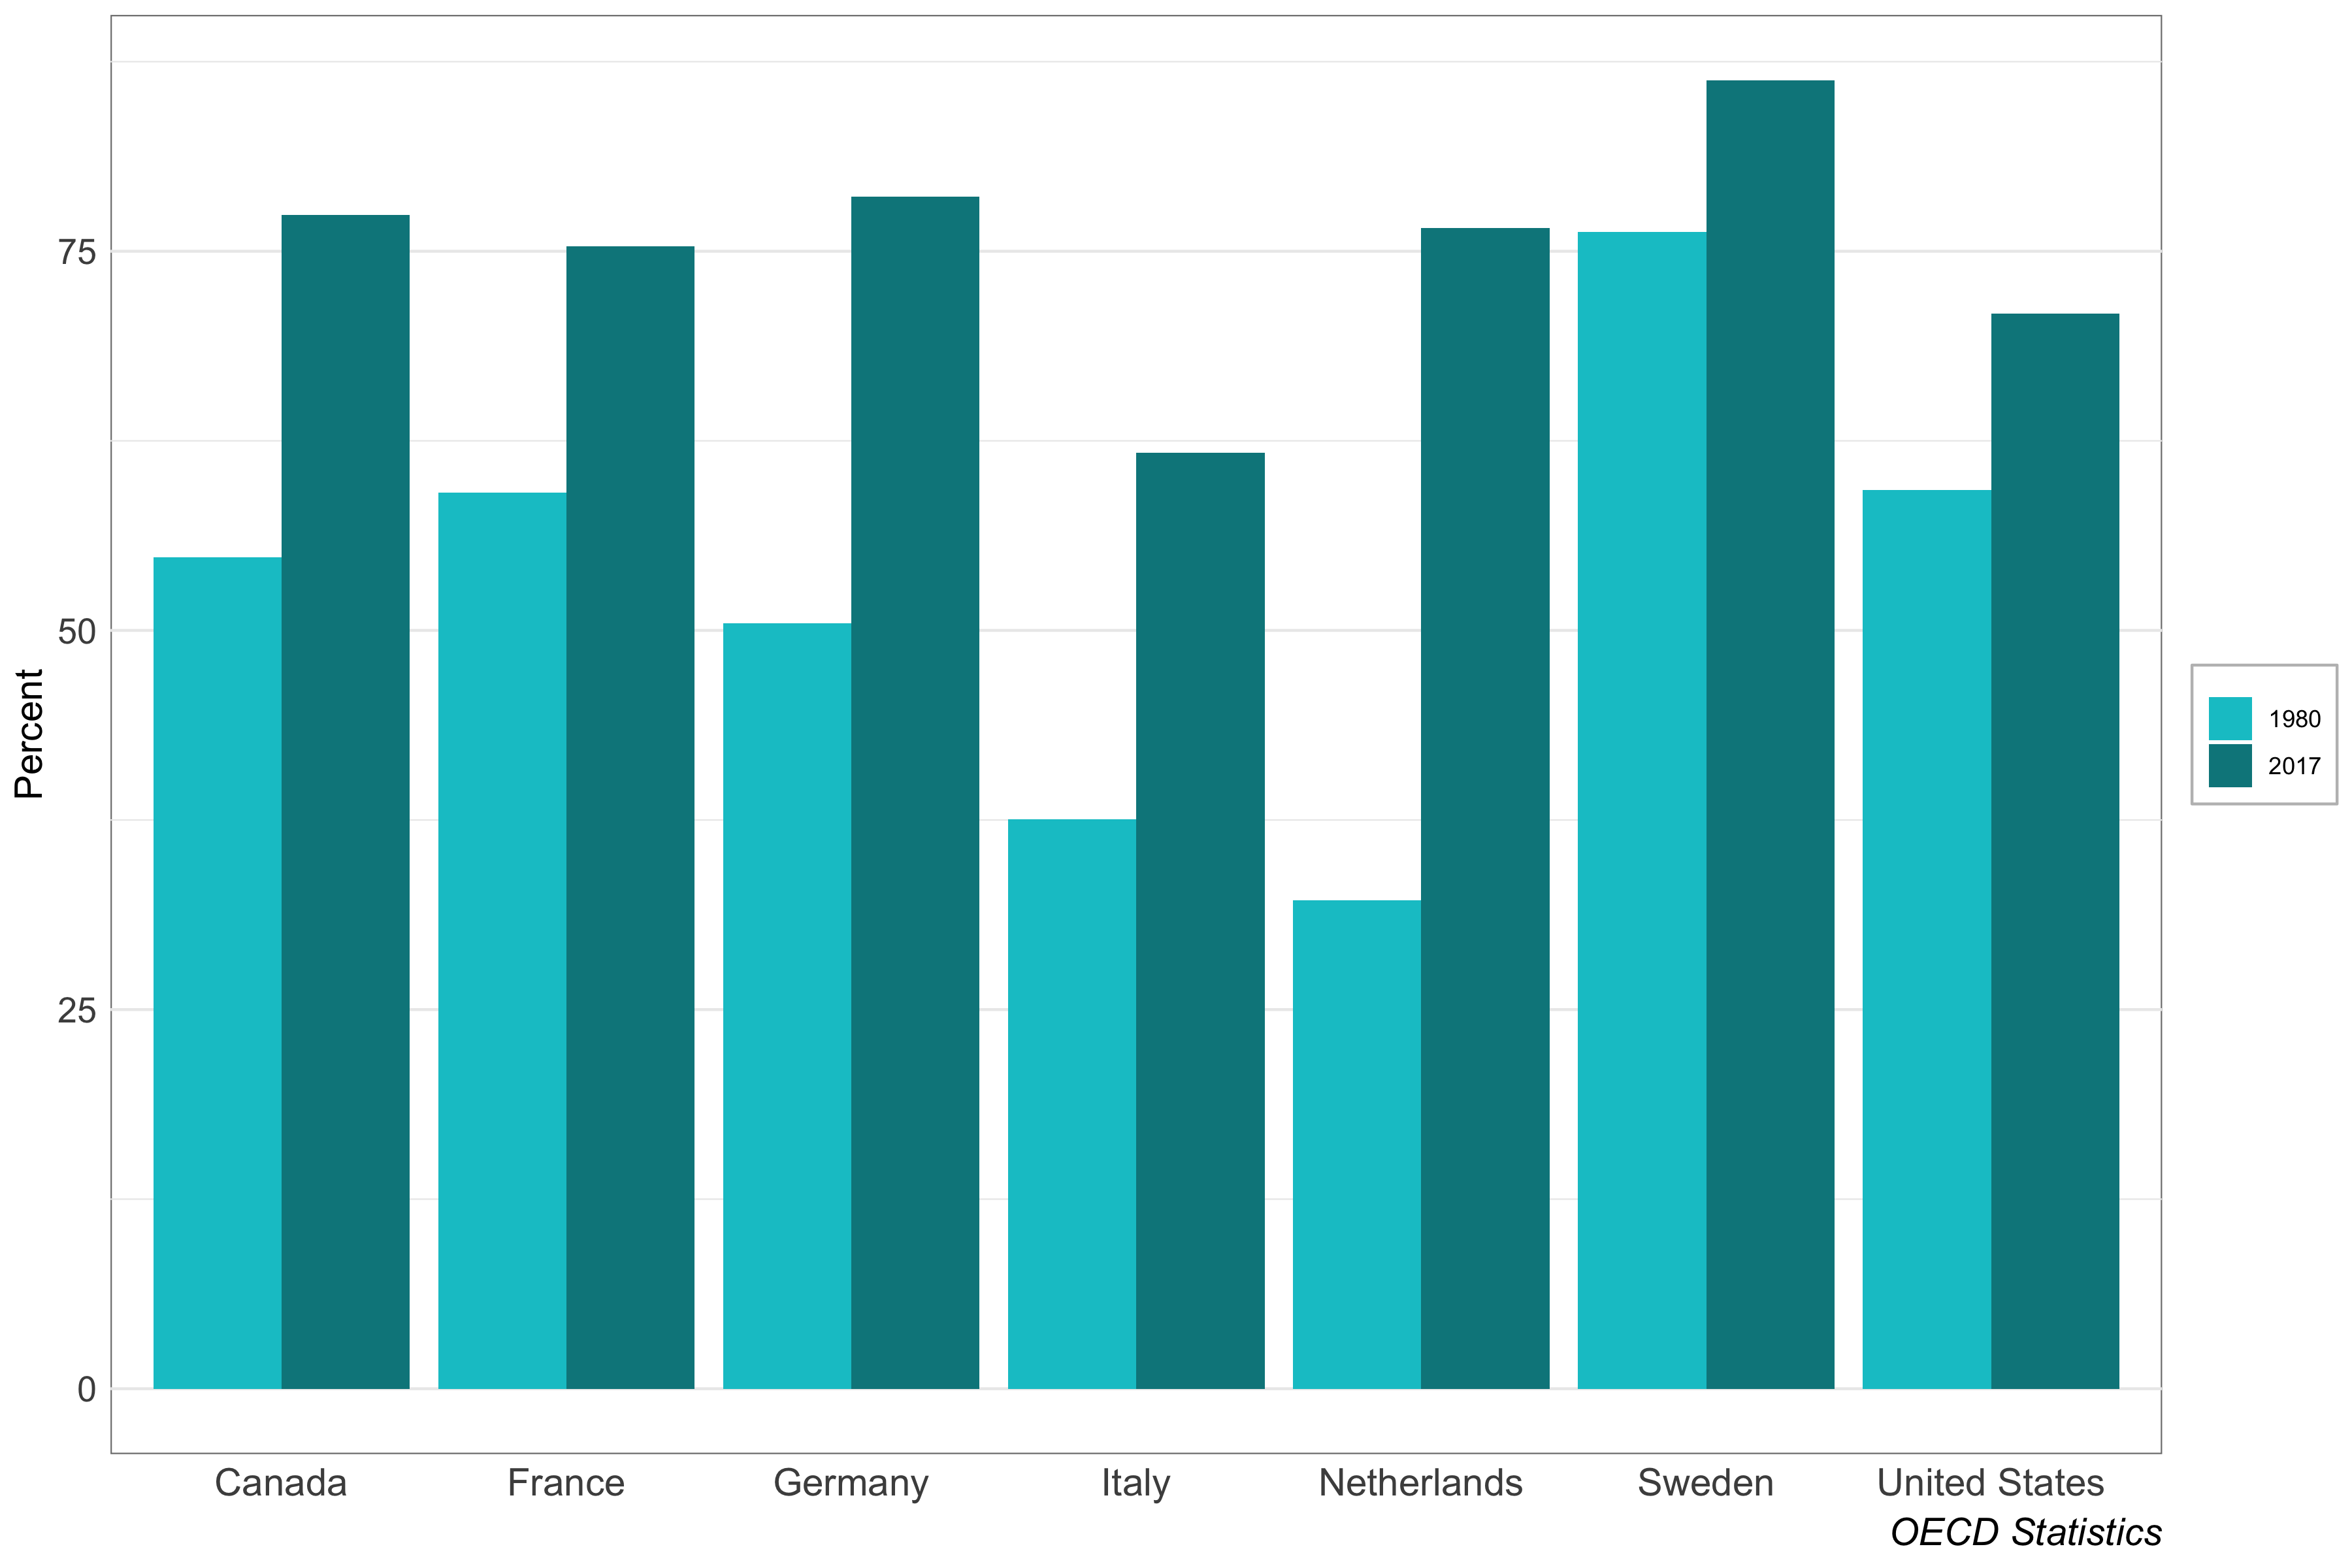 Percent
75
50
25
0
Canada France Germany Italy Netherlands Sweden United States
1980
2017
OECD Statistics